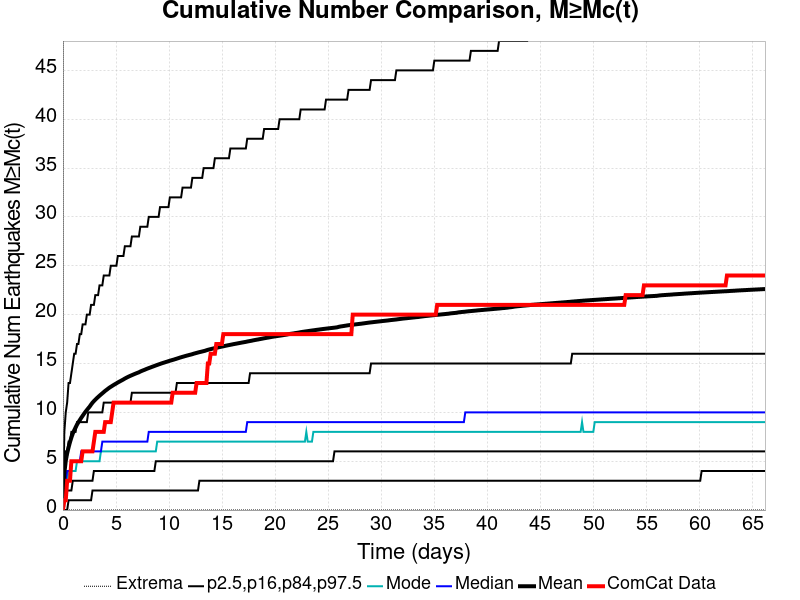 Cumulative Number Comparison, M≥Mc(t)
Cumulative Num Earthquakes M≥Mc(t)
45
40
35
30
25
20
15
10
5
0
0 5 10 15 20 25 30 35 40 45 50 55 60 65
Time (days)
Extrema p2.5,p16,p84,p97.5 Mode Median Mean ComCat Data